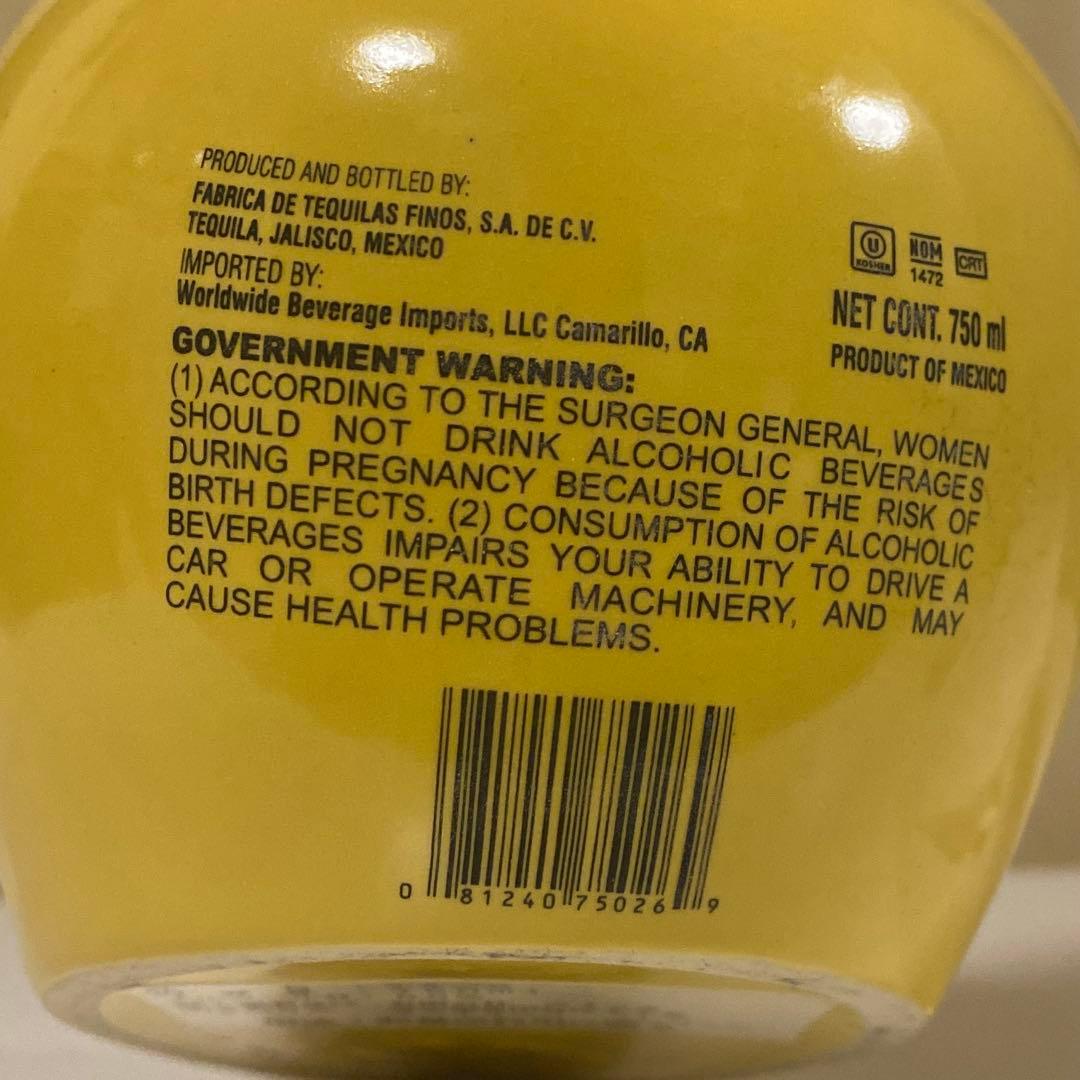 PRODUCED AND BOTTLED BY:
FABRICA DE TEQUILAS FINOS, S.A. DE C.V.
TEQUILA, JALISCO, MEXICO
IMPORTED BY:
Worldwide Beverage Imports, LLC Camarillo, CA
U
KOSHER
NOM
1472
CRT
NET CONT. 750 ml
PRODUCT OF MEXICO
GOVERNMENT WARNING:
(1) ACCORDING TO THE SURGEON GENERAL, WOMEN
SHOULD NOT DRINK ALCOHOLIC BEVERAGES
DURING PREGNANCY BECAUSE OF THE RISK OF
BIRTH DEFECTS. (2) CONSUMPTION OF ALCOHOLIC
BEVERAGES IMPAIRS YOUR ABILITY TO DRIVE A
CAR OR OPERATE MACHINERY, AND MAY
CAUSE HEALTH PROBLEMS.
0 81240 75026 9